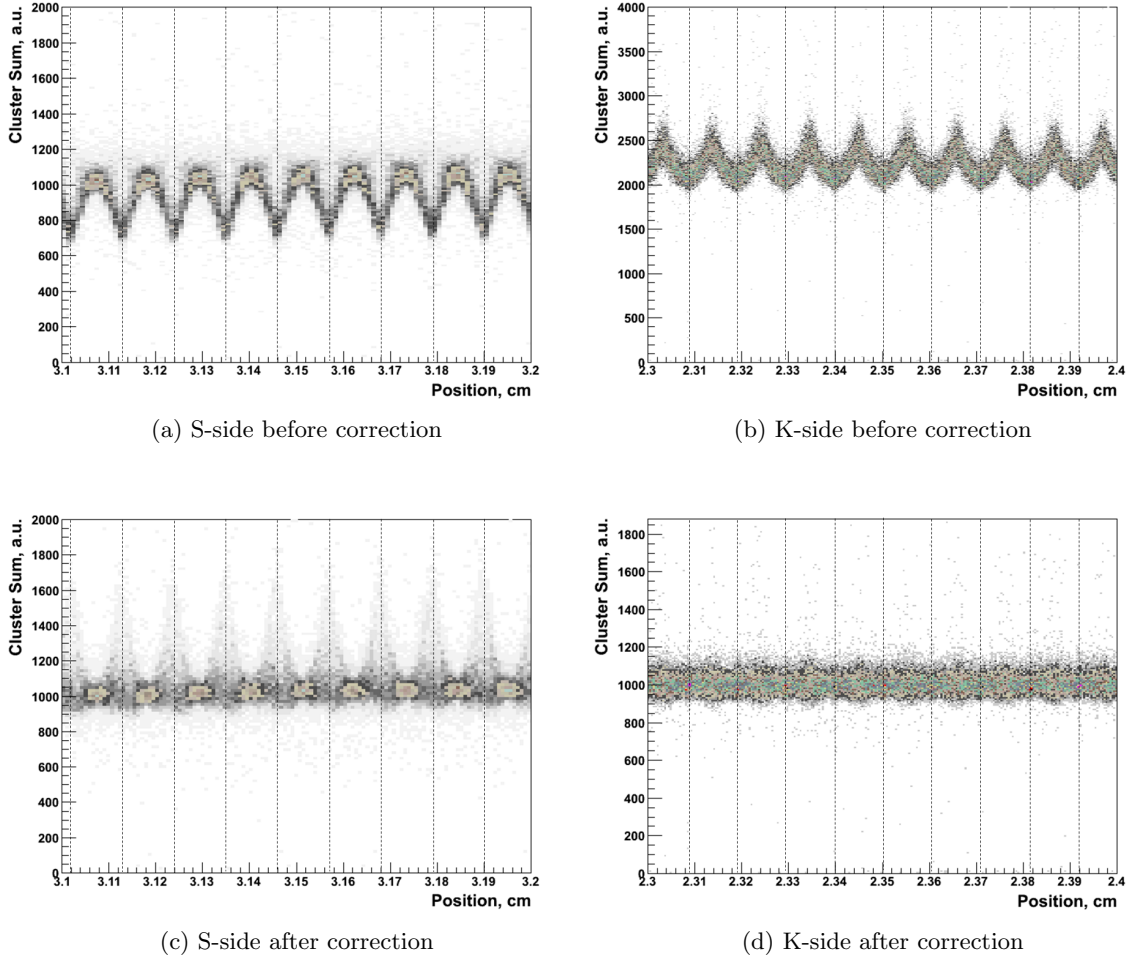 Cluster Sum, a.u.
2000
1800
1600
1400
1200
1000
800
600
400
200
0
3.1 3.11 3.12 3.13 3.14 3.15 3.16 3.17 3.18 3.19 3.2
Position, cm
(a) S-side before correction
Cluster Sum, a.u.
4000
3500
3000
2500
2000
1500
1000
500
0
2.3 2.31 2.32 2.33 2.34 2.35 2.36 2.37 2.38 2.39 2.4
Position, cm
(b) K-side before correction
Cluster Sum, a.u.
2000
1800
1600
1400
1200
1000
800
600
400
200
0
3.1 3.11 3.12 3.13 3.14 3.15 3.16 3.17 3.18 3.19 3.2
Position, cm
(c) S-side after correction
Cluster Sum, a.u.
1800
1600
1400
1200
1000
800
600
400
200
0
2.3 2.31 2.32 2.33 2.34 2.35 2.36 2.37 2.38 2.39 2.4
Position, cm
(d) K-side after correction